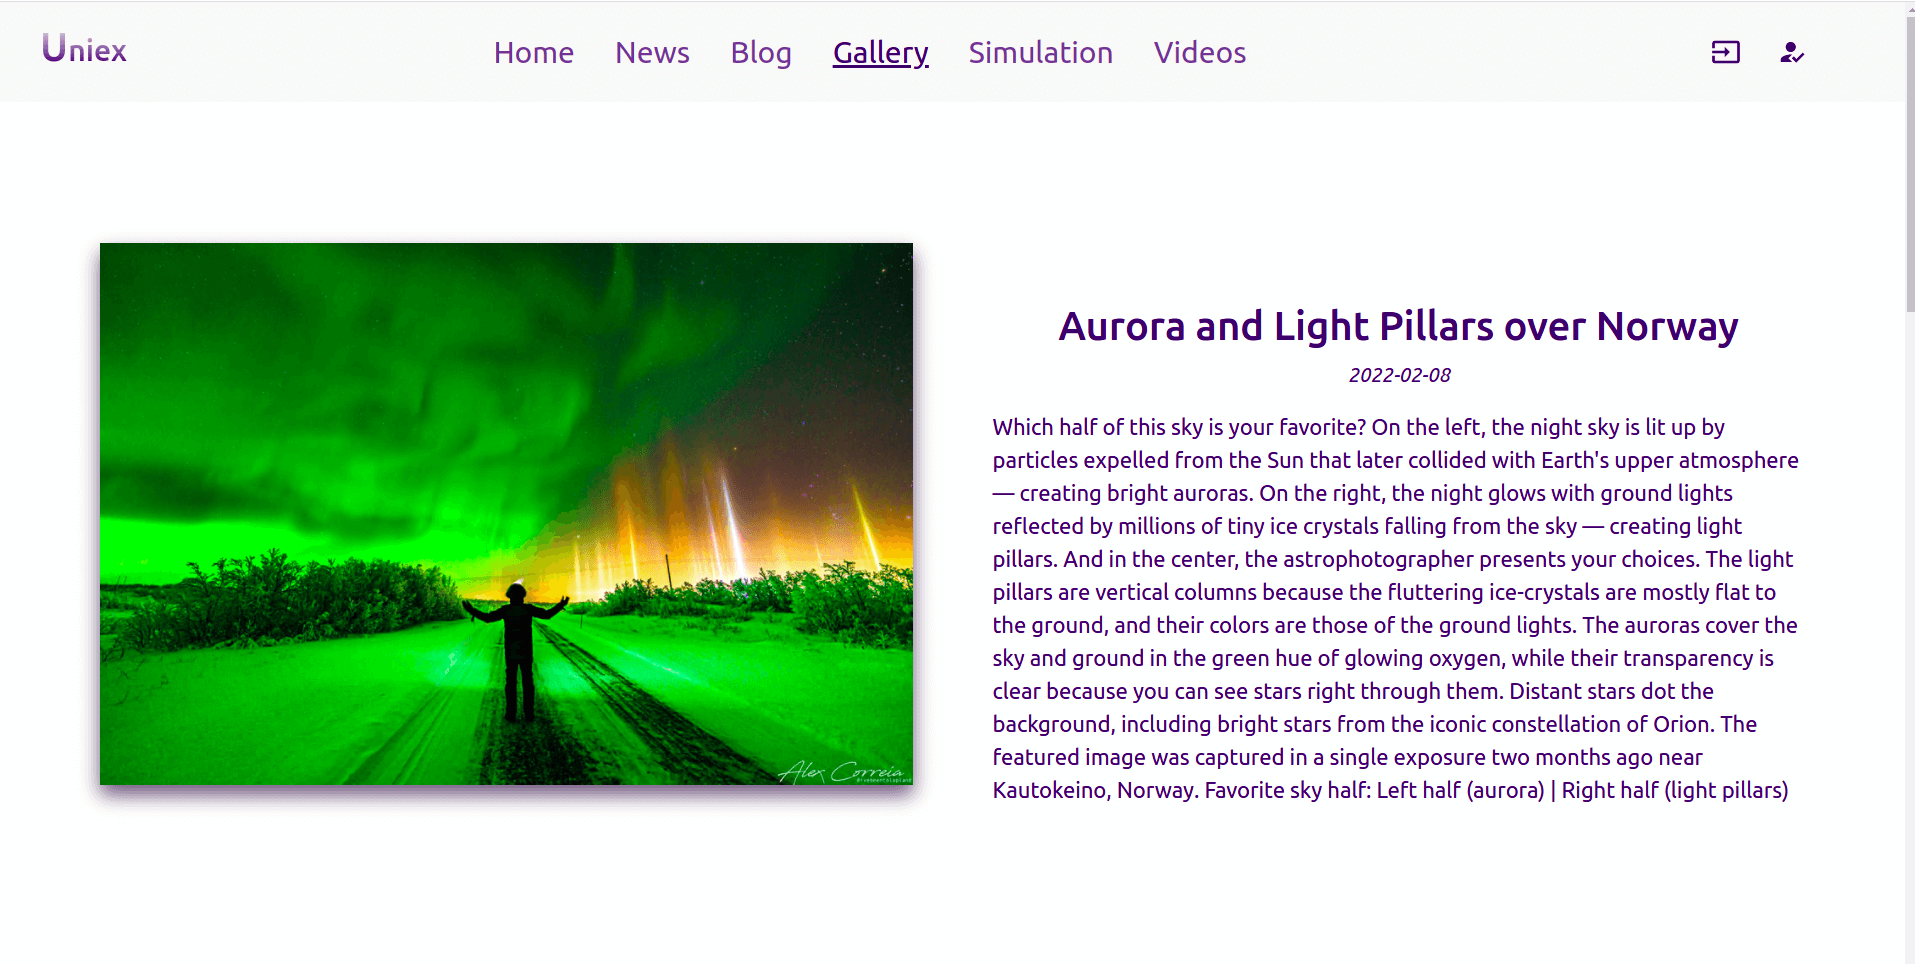 Uniex
Home News Blog Gallery Simulation Videos
Aurora and Light Pillars over Norway
2022-02-08
Which half of this sky is your favorite? On the left, the night sky is lit up by
particles expelled from the Sun that later collided with Earth's upper atmosphere
— creating bright auroras. On the right, the night glows with ground lights
reflected by millions of tiny ice crystals falling from the sky — creating light
pillars. And in the center, the astrophotographer presents your choices. The light
pillars are vertical columns because the fluttering ice-crystals are mostly flat to
the ground, and their colors are those of the ground lights. The auroras cover the
sky and ground in the green hue of glowing oxygen, while their transparency is
clear because you can see stars right through them. Distant stars dot the
background, including bright stars from the iconic constellation of Orion. The
featured image was captured in a single exposure two months ago near
Kautokeino, Norway. Favorite sky half: Left half (aurora) | Right half (light pillars)
Alex Correia